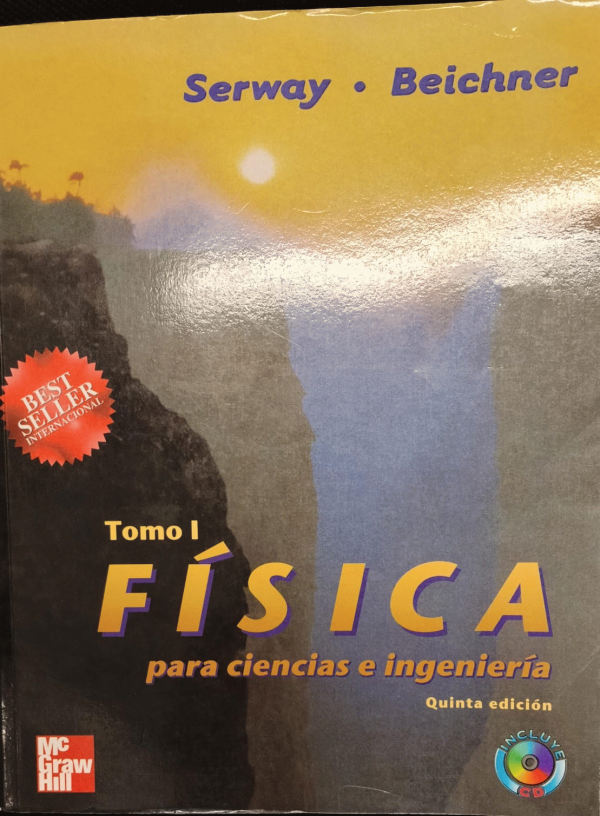 Serway • Beichner
BEST
SELLER
INTERNACIONAL
Tomo I
FÍSICA
para ciencias e ingeniería
Quinta edición
Mc
Graw
Hill
INCLUYE
CD